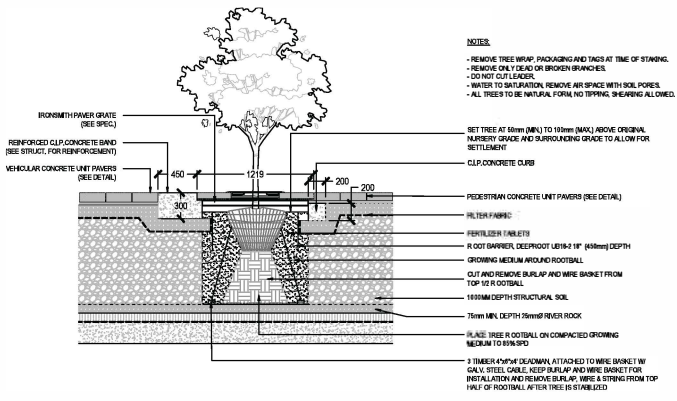 NOTES:
- REMOVE TREE WRAP, PACKAGING AND TAGS AT TIME OF STAKING.
- REMOVE ONLY DEAD OR BROKEN BRANCHES.
- DO NOT CUT LEADER.
- WATER TO SATURATION, REMOVE AIR SPACE WITH SOIL PORES.
- ALL TREES TO BE NATURAL FORM, NO TIPPING, SHEARING ALLOWED.
IRONSMITH PAVER GRATE
(SEE SPEC.)
REINFORCED C.I.P. CONCRETE BAND
(SEE STRUCT. FOR REINFORCEMENT)
VEHICULAR CONCRETE UNIT PAVERS
(SEE DETAIL)
450
1219
200
200
300
SET TREE AT 50mm (MIN.) TO 100mm (MAX.) ABOVE ORIGINAL
NURSERY GRADE AND SURROUNDING GRADE TO ALLOW FOR
SETTLEMENT
C.I.P. CONCRETE CURB
PEDESTRIAN CONCRETE UNIT PAVERS (SEE DETAIL)
FILTER FABRIC
FERTILIZER TABLETS
R OOT BARRIER, DEEPROOT UB18-2 18" (450mm) DEPTH
GROWING MEDIUM AROUND ROOTBALL
CUT AND REMOVE BURLAP AND WIRE BASKET FROM
TOP 1/2 R OOTBALL
1000MM DEPTH STRUCTURAL SOIL
75mm MIN. DEPTH 25mmØ RIVER ROCK
PLACE TREE R OOTBALL ON COMPACTED GROWING
MEDIUM TO 85% SPD
3 TIMBER 4"x6"x4' DEADMAN, ATTACHED TO WIRE BASKET W/
GALV. STEEL CABLE, KEEP BURLAP AND WIRE BASKET FOR
INSTALLATION AND REMOVE BURLAP, WIRE & STRING FROM TOP
HALF OF ROOTBALL AFTER TREE IS STABILIZED